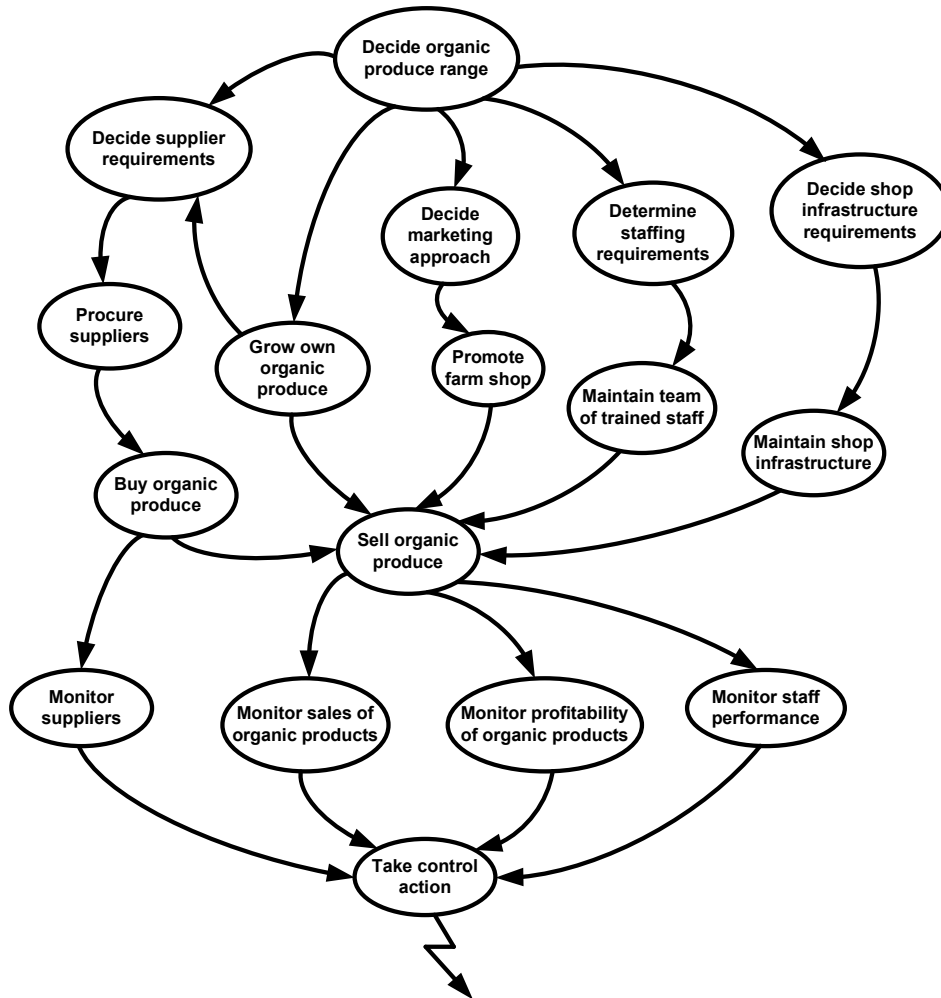 Decide organic
produce range
Decide supplier
requirements
Decide
marketing
approach
Determine
staffing
requirements
Decide shop
infrastructure
requirements
Procure
suppliers
Grow own
organic
produce
Promote
farm shop
Maintain team
of trained staff
Maintain shop
infrastructure
Buy organic
produce
Sell organic
produce
Monitor
suppliers
Monitor sales of
organic products
Monitor profitability
of organic products
Monitor staff
performance
Take control
action